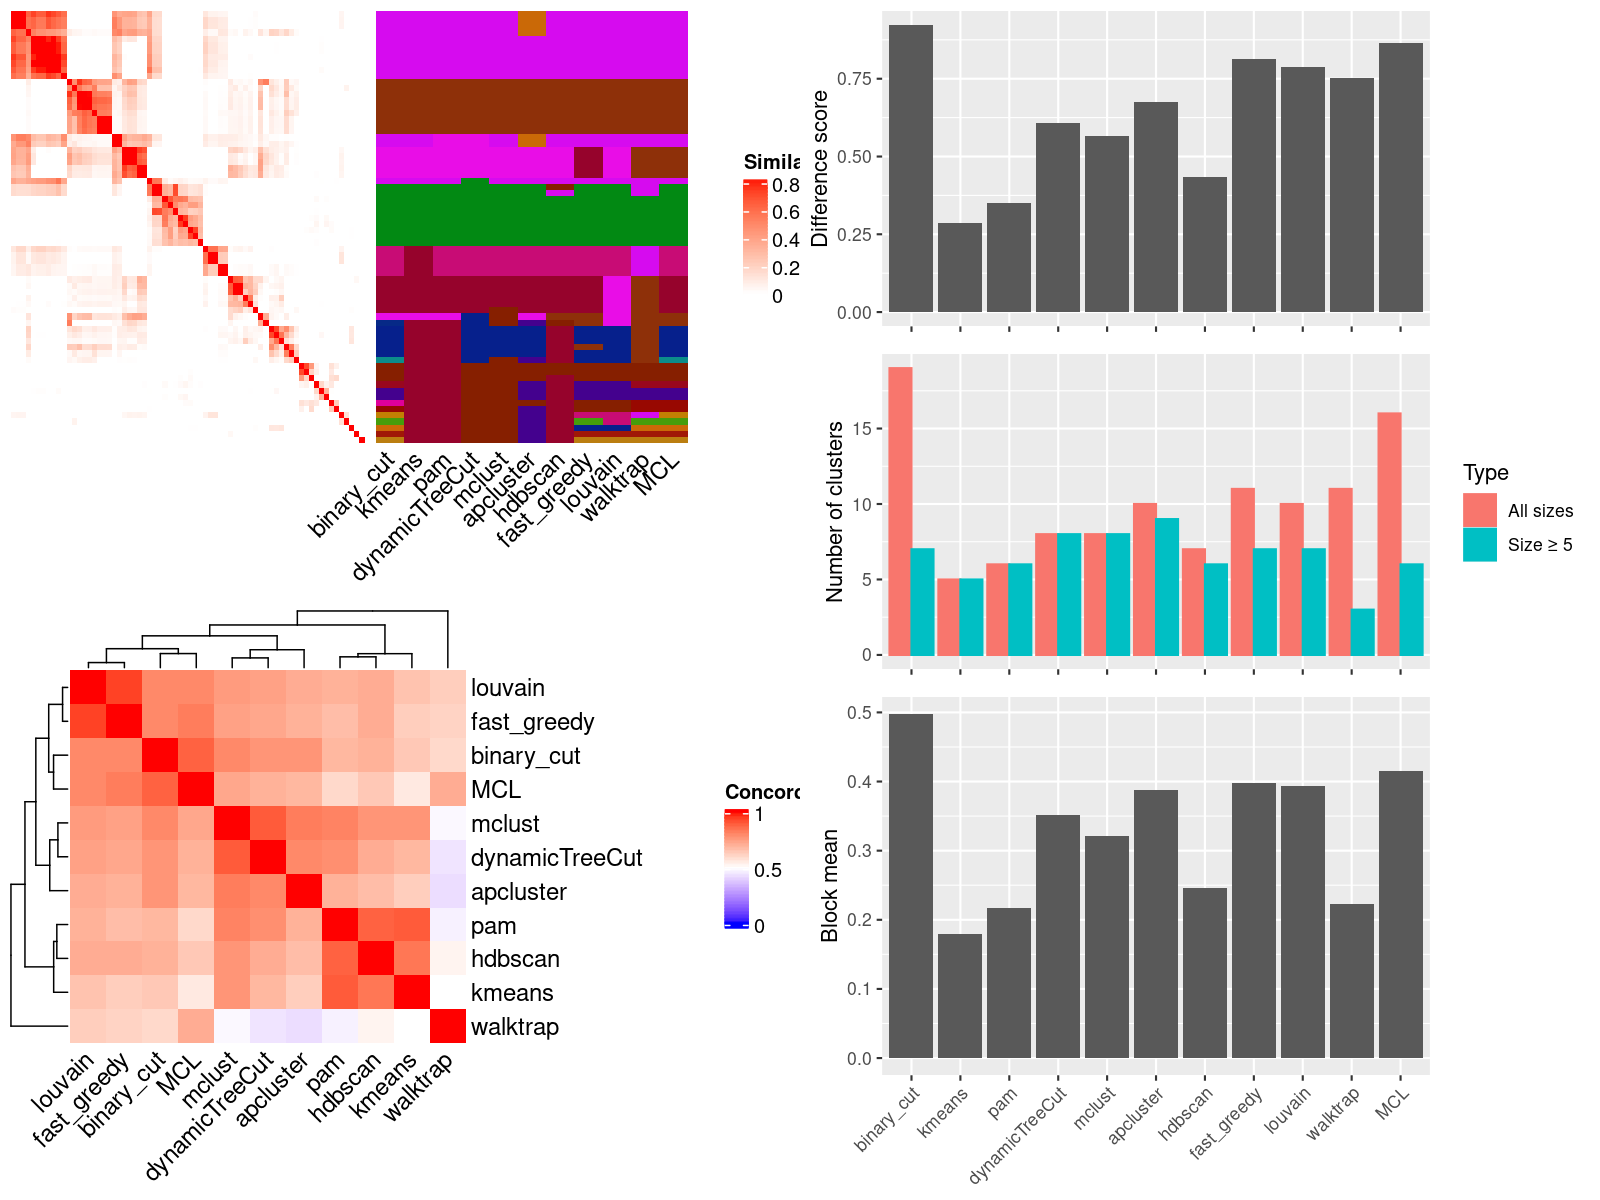 Simila
0.8
0.6
0.4
0.2
0
binary_cut
kmeans
pam
dynamicTreeCut
mclust
apcluster
hdbscan
fast_greedy
louvain
walktrap
MCL
Difference score
0.75
0.50
0.25
0.00
Number of clusters
15
10
5
0
Type
All sizes
Size ≥ 5
Block mean
0.5
0.4
0.3
0.2
0.1
0.0
binary_cut
kmeans
pam
dynamicTreeCut
mclust
apcluster
hdbscan
fast_greedy
louvain
walktrap
MCL
louvain
fast_greedy
binary_cut
MCL
mclust
dynamicTreeCut
apcluster
pam
hdbscan
kmeans
walktrap
Concord
1
0.5
0
louvain
fast_greedy
binary_cut
MCL
mclust
dynamicTreeCut
apcluster
pam
hdbscan
kmeans
walktrap